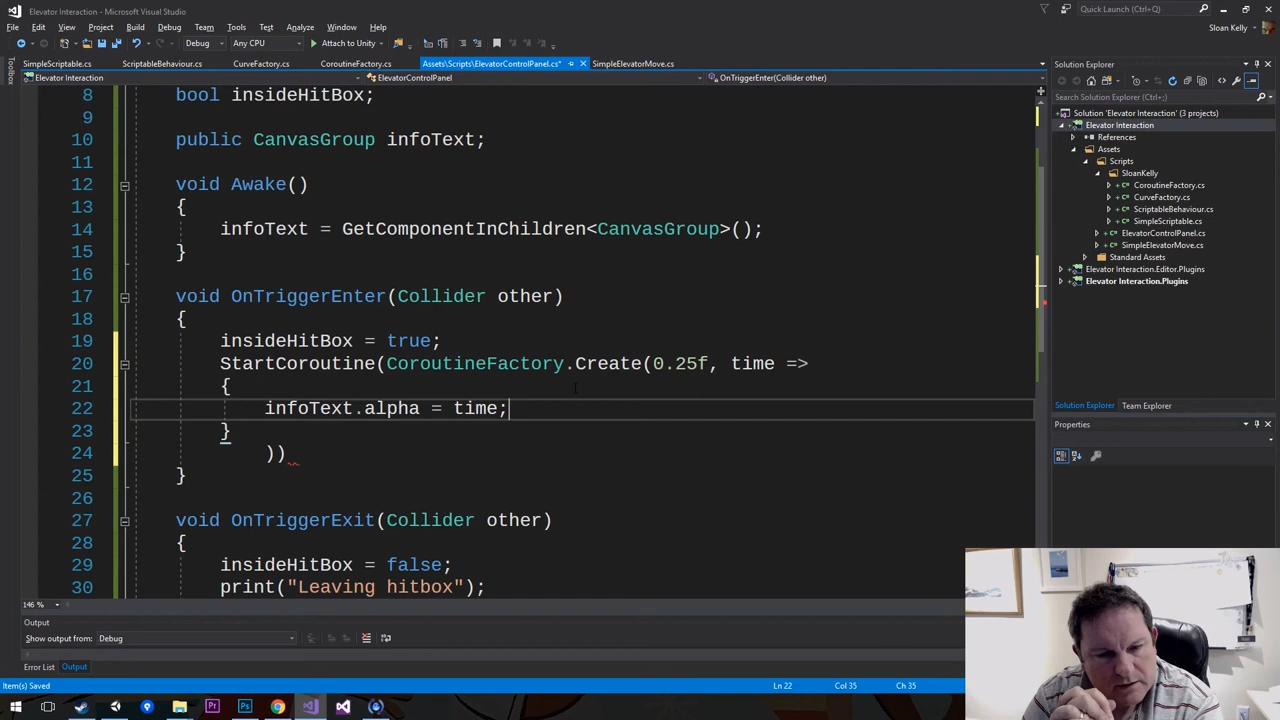 Elevator Interaction - Microsoft Visual Studio
Quick Launch (Ctrl+Q)
File Edit View Project Build Debug Team Tools Test Analyze Window Help
Sloan Kelly
Debug Any CPU Attach to Unity
SimpleScriptable.cs ScriptableBehaviour.cs CurveFactory.cs CoroutineFactory.cs Assets\Scripts\ElevatorControlPanel.cs* SimpleElevatorMove.cs
Elevator Interaction ElevatorControlPanel OnTriggerEnter(Collider other)
8 bool insideHitBox;
9
10 public CanvasGroup infoText;
11
12 void Awake()
13 {
14 infoText = GetComponentInChildren<CanvasGroup>();
15 }
16
17 void OnTriggerEnter(Collider other)
18 {
19 insideHitBox = true;
20 StartCoroutine(CoroutineFactory.Create(0.25f, time =>
21 {
22 infoText.alpha = time;
23 }
24 ))
25 }
26
27 void OnTriggerExit(Collider other)
28 {
29 insideHitBox = false;
30 print("Leaving hitbox");
146 %
Output
Show output from: Debug
Error List Output
Item(s) Saved
Ln 22 Col 35 Ch 35
Toolbox
Solution Explorer
Search Solution Explorer (Ctrl+;)
Solution 'Elevator Interaction' (3 projects)
Elevator Interaction
References
Assets
Scripts
SloanKelly
CoroutineFactory.cs
CurveFactory.cs
ScriptableBehaviour.cs
SimpleScriptable.cs
ElevatorControlPanel.cs
SimpleElevatorMove.cs
Standard Assets
Elevator Interaction.Editor.Plugins
Elevator Interaction.Plugins
Solution Explorer Team Explorer
Properties